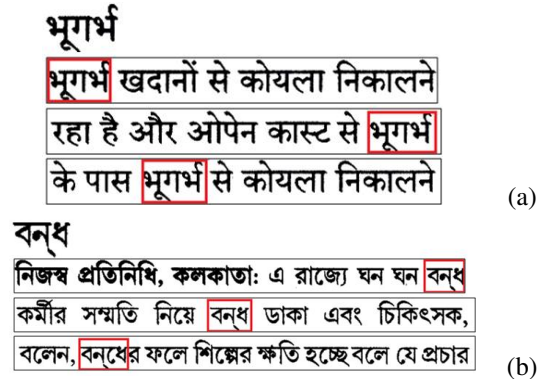 भूगर्भ
भूगर्भ खदानों से कोयला निकालने
रहा है और ओपेन कास्ट से भूगर्भ
के पास भूगर्भ से कोयला निकालने
(a)
বন্‌ধ
নিজস্ব প্রতিনিধি, কলকাতা: এ রাজ্যে ঘন ঘন বন্‌ধ
কর্মীর সম্মতি নিয়ে বন্‌ধ ডাকা এবং চিকিৎসক,
বলেন, বন্‌ধের ফলে শিল্পের ক্ষতি হচ্ছে বলে যে প্রচার
(b)